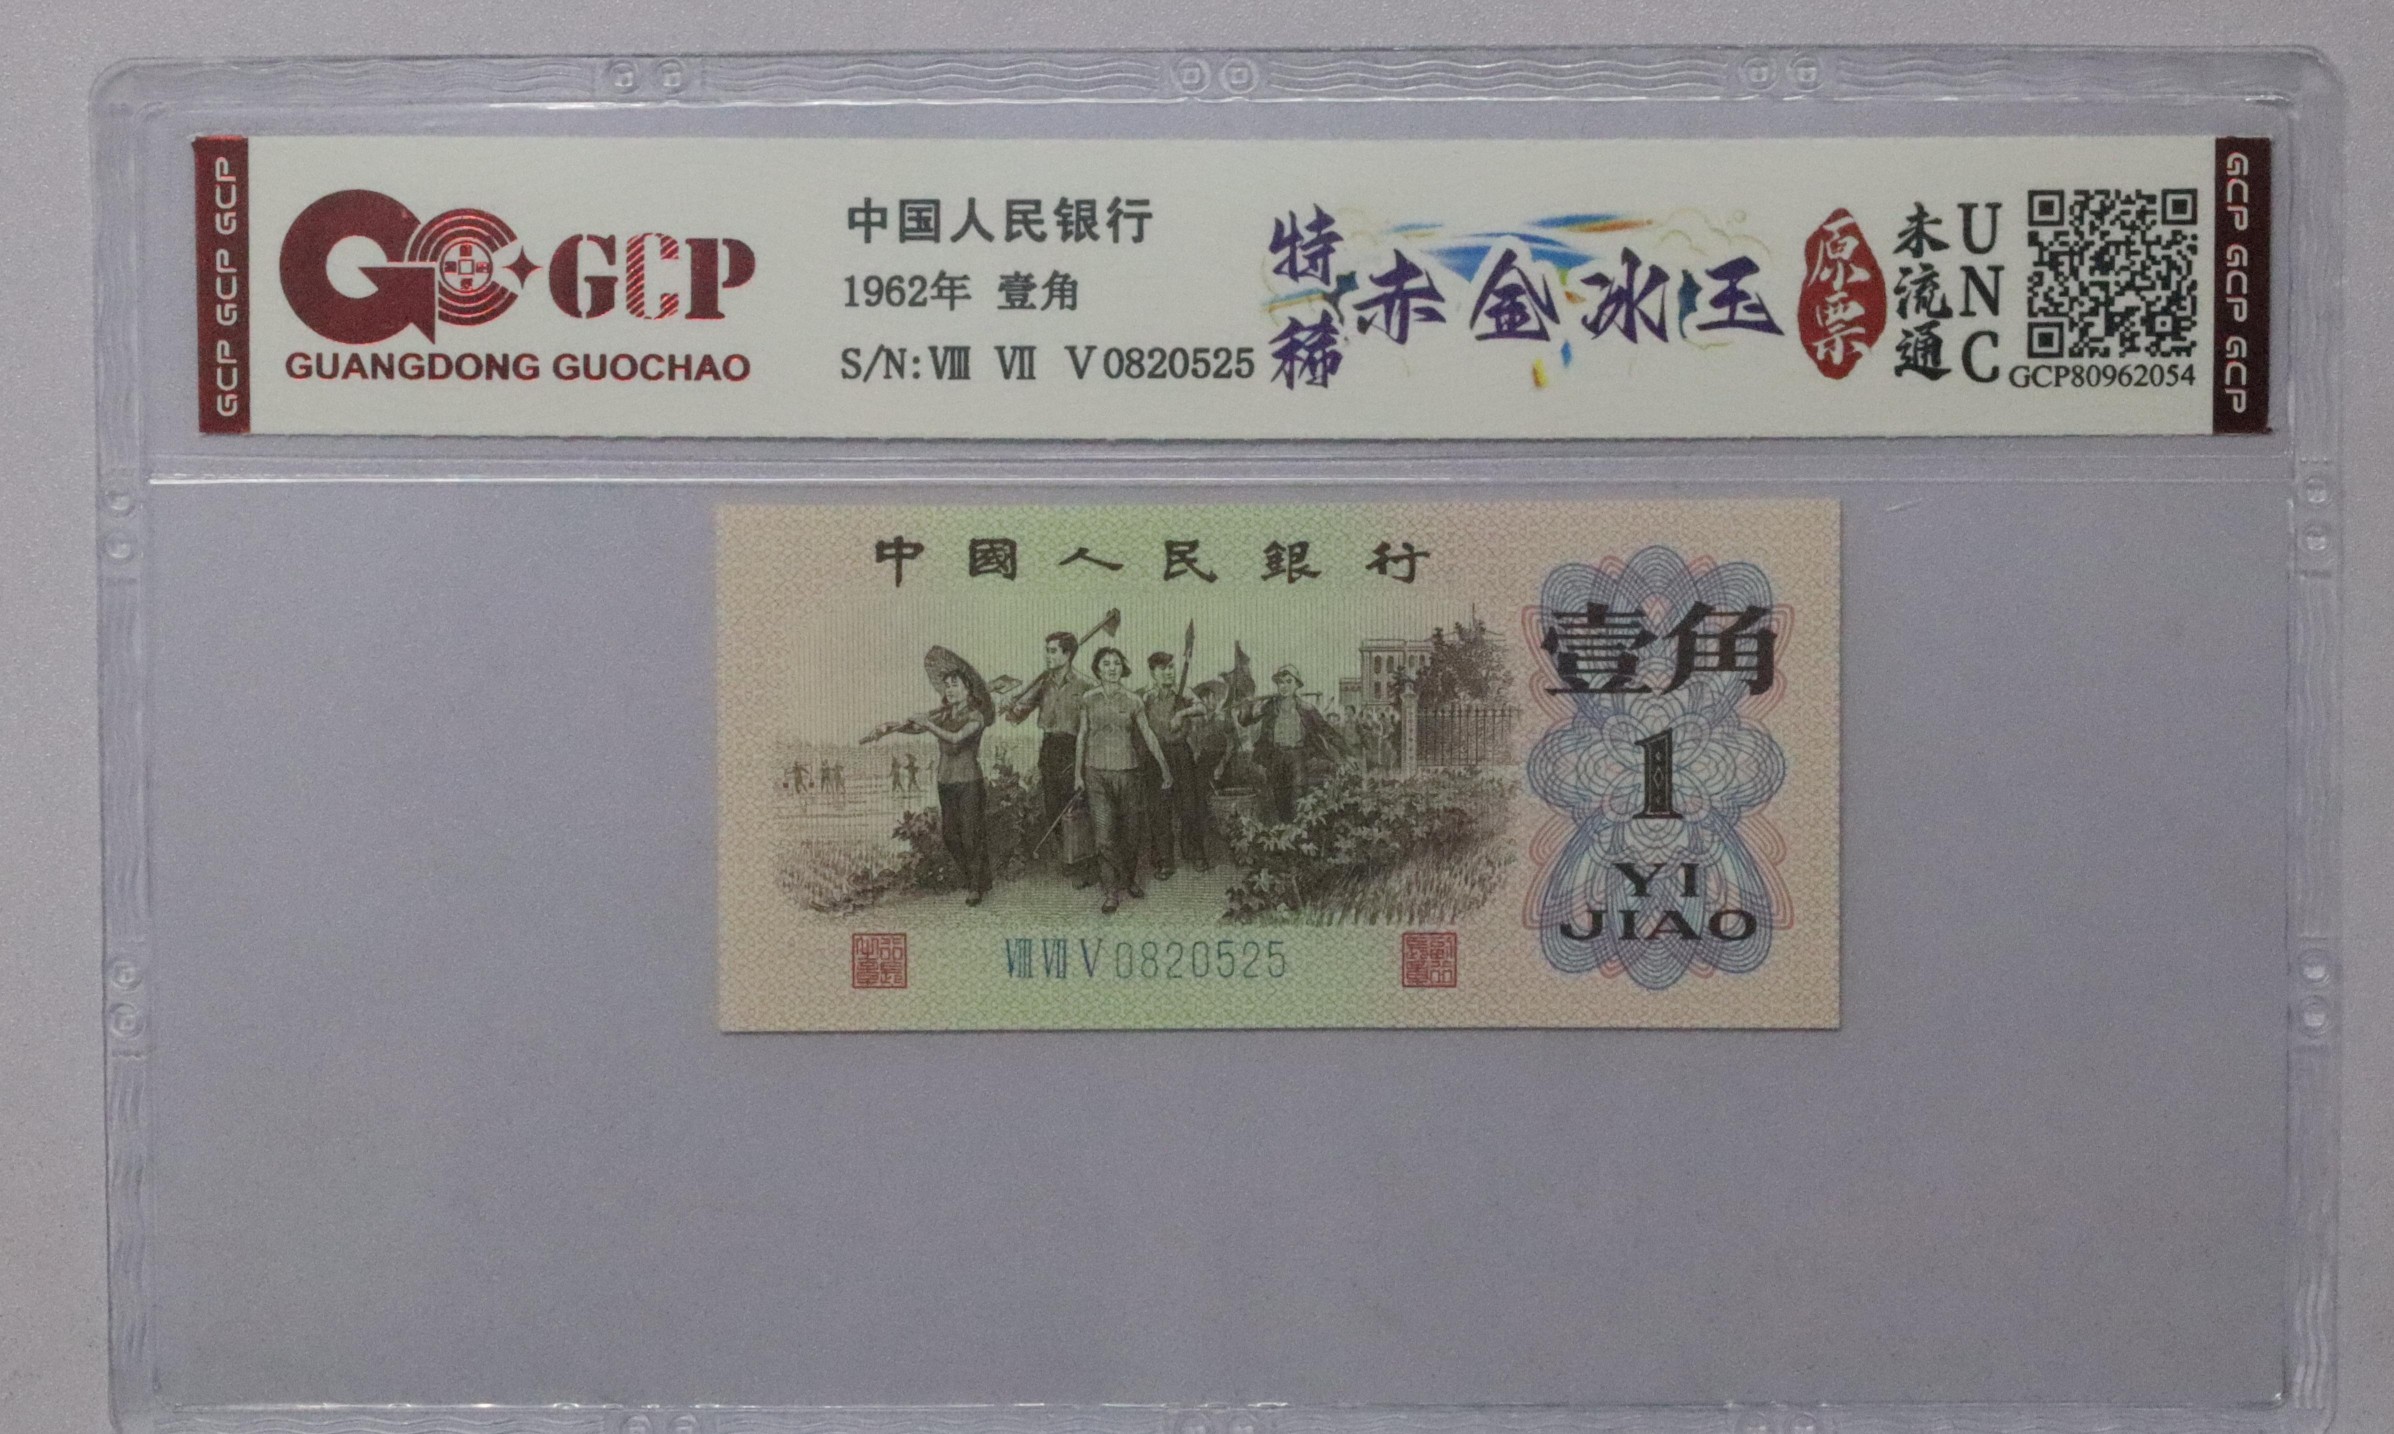 GCP GCP GCP
GCP
GUANGDONG GUOCHAO
中国人民银行
1962年 壹角
S/N: Ⅷ Ⅶ Ⅴ 0820525
特稀
赤金冰玉
原票
未流通
UNC
GCP80962054
GCP GCP GCP
中國人民銀行
壹角
1
YI
JIAO
Ⅷ Ⅶ Ⅴ 0820525